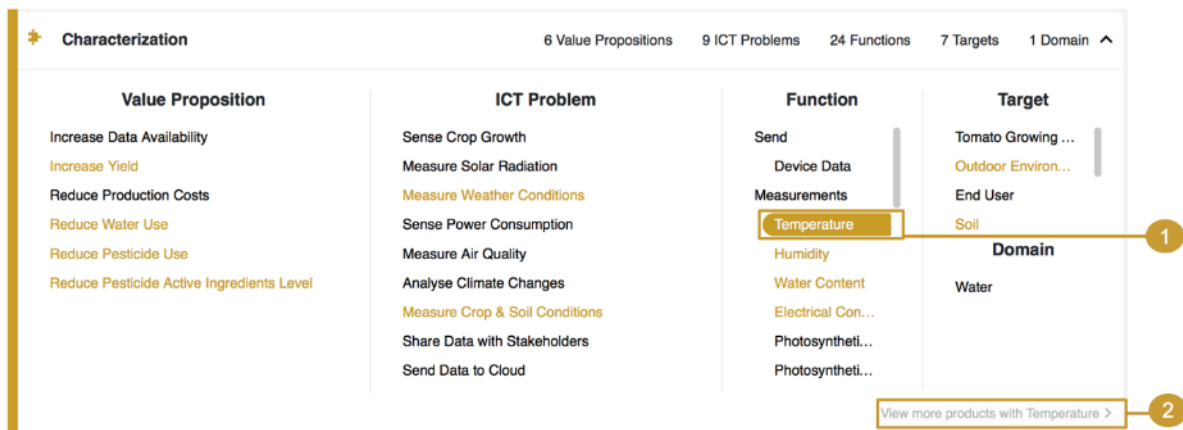 Characterization
6 Value Propositions
9 ICT Problems
24 Functions
7 Targets
1 Domain
Value Proposition
Increase Data Availability
Increase Yield
Reduce Production Costs
Reduce Water Use
Reduce Pesticide Use
Reduce Pesticide Active Ingredients Level
ICT Problem
Sense Crop Growth
Measure Solar Radiation
Measure Weather Conditions
Sense Power Consumption
Measure Air Quality
Analyse Climate Changes
Measure Crop & Soil Conditions
Share Data with Stakeholders
Send Data to Cloud
Function
Send
Device Data
Measurements
Temperature
Humidity
Water Content
Electrical Con...
Photosyntheti...
Photosyntheti...
Target
Tomato Growing ...
Outdoor Environ...
End User
Soil
Domain
Water
1
View more products with Temperature >
2